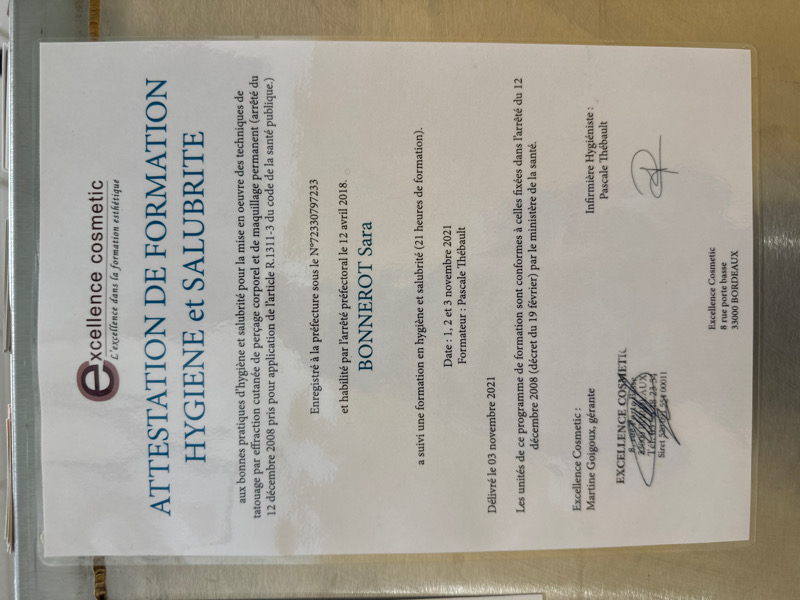 excellence cosmetic
L'excellence dans la formation esthétique
ATTESTATION DE FORMATION
HYGIENE et SALUBRITE
aux bonnes pratiques d'hygiène et salubrité pour la mise en oeuvre des techniques de
tatouage par effraction cutanée de perçage corporel et de maquillage permanent (arrêté du
12 décembre 2008 pris pour application de l'article R.1311-3 du code de la santé publique.)
Enregistré à la préfecture sous le N°72330797233
et habilité par l'arrêté préfectoral le 12 avril 2018.
BONNEROT Sara
a suivi une formation en hygiène et salubrité (21 heures de formation).
Date : 1, 2 et 3 novembre 2021
Formateur : Pascale Thébault
Délivré le 03 novembre 2021
Les unités de ce programme de formation sont conformes à celles fixées dans l'arrêté du 12
décembre 2008 (décret du 19 février) par le ministère de la santé.
Excellence Cosmetic :
Martine Goigoux, gérante
Infirmière Hygiéniste :
Pascale Thébault
EXCELLENCE COSMETIC
Excellence Cosmetic
8 rue porte basse
33000 BORDEAUX